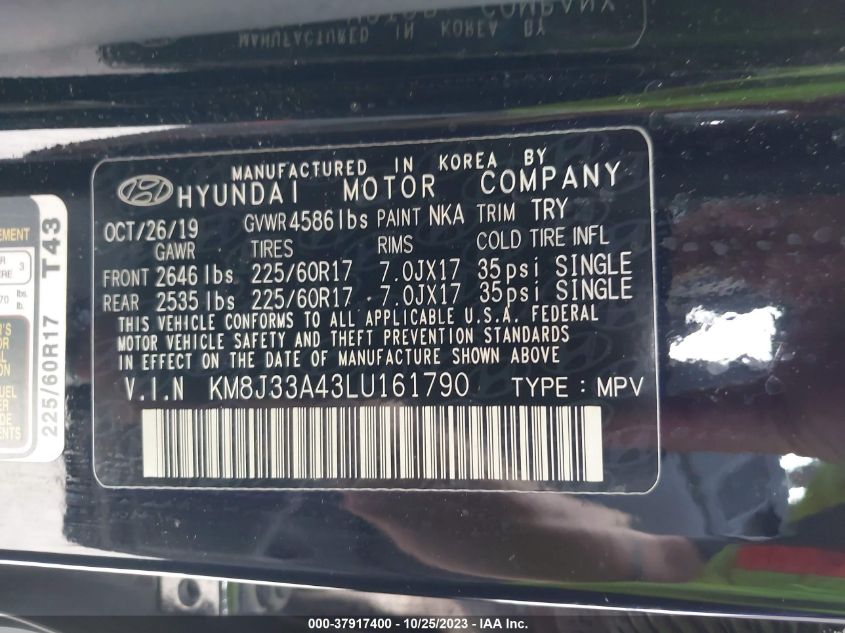 MANUFACTURED IN KOREA BY
HYUNDAI MOTOR COMPANY
OCT/26/19 GVWR 4586 lbs PAINT NKA TRIM TRY
GAWR TIRES RIMS COLD TIRE INFL
FRONT 2646 lbs 225/60R17 7.0JX17 35psi SINGLE
REAR 2535 lbs 225/60R17 7.0JX17 35psi SINGLE
THIS VEHICLE CONFORMS TO ALL APPLICABLE U.S.A. FEDERAL
MOTOR VEHICLE SAFETY AND THEFT PREVENTION STANDARDS
IN EFFECT ON THE DATE OF MANUFACTURE SHOWN ABOVE
V.I.N KM8J33A43LU161790 TYPE : MPV
225/60R17 T43
000-37917400 - 10/25/2023 - IAA Inc.